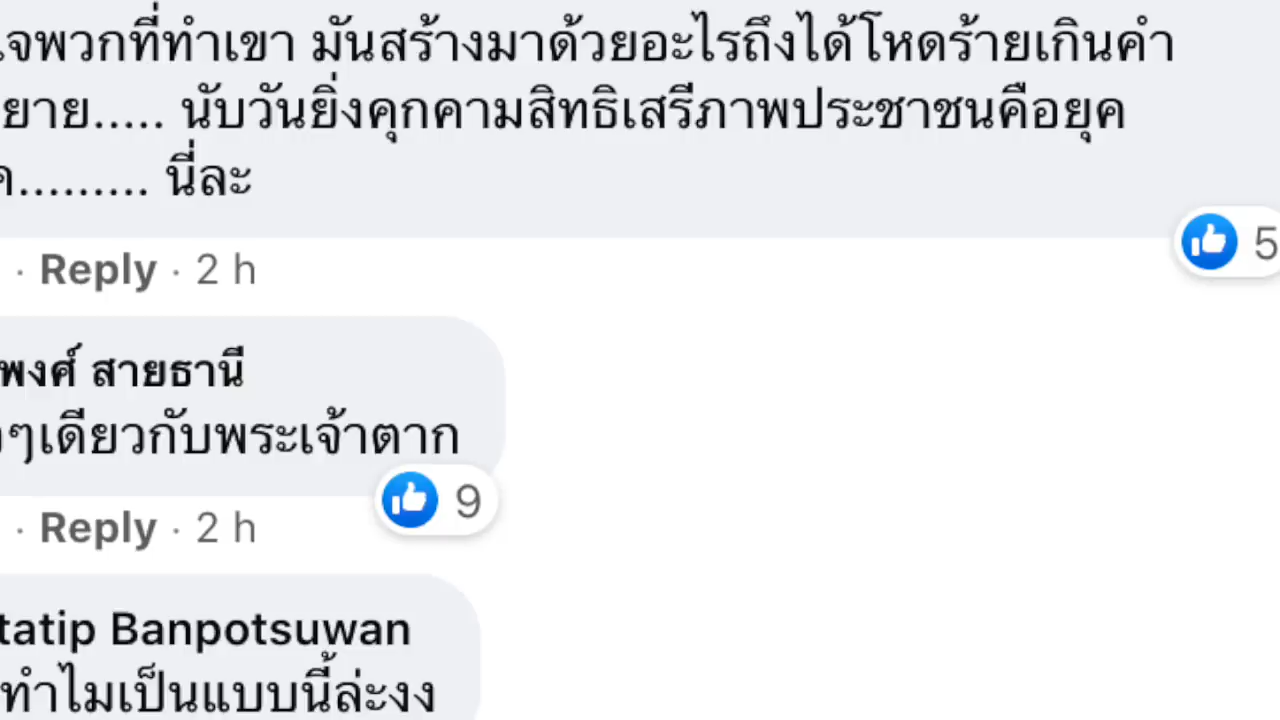 ใจพวกที่ทำเขา มันสร้างมาด้วยอะไรถึงได้โหดร้ายเกินคำ
ยาย..... นับวันยิ่งคุกคามสิทธิเสรีภาพประชาชนคือยุค
ค......... นี่ละ
5
· Reply · 2 h
พงศ์ สายธานี
ๆเดียวกับพระเจ้าตาก
9
· Reply · 2 h
tatip Banpotsuwan
ทำไมเป็นแบบนี้ล่ะงง